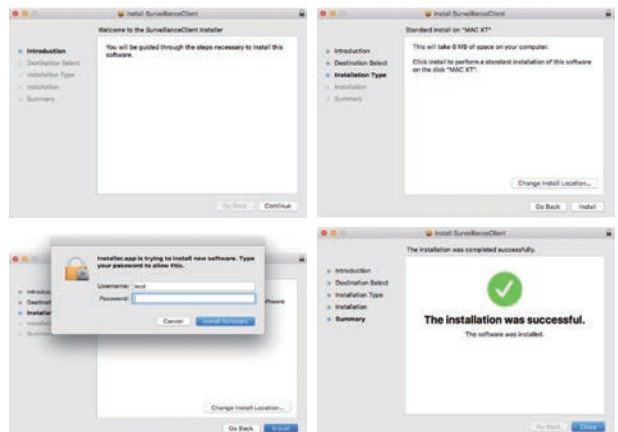 Install SurveillanceClient
Welcome to the SurveillanceClient Installer
Introduction
Destination Select
Installation Type
Installation
Summary
You will be guided through the steps necessary to install this
software.
Go Back
Continue
Install SurveillanceClient
Standard Install on "MAC XT"
Introduction
Destination Select
Installation Type
Installation
Summary
This will take 6 MB of space on your computer.
Click Install to perform a standard installation of this software
on the disk "MAC XT".
Change Install Location...
Go Back
Install
Installer.app is trying to install new software. Type
your password to allow this.
Username: test
Password:
Cancel
Install Software
Change Install Location...
Go Back
Install
Install SurveillanceClient
The installation was completed successfully.
Introduction
Destination Select
Installation Type
Installation
Summary
The installation was successful.
The software was installed.
Go Back
Close